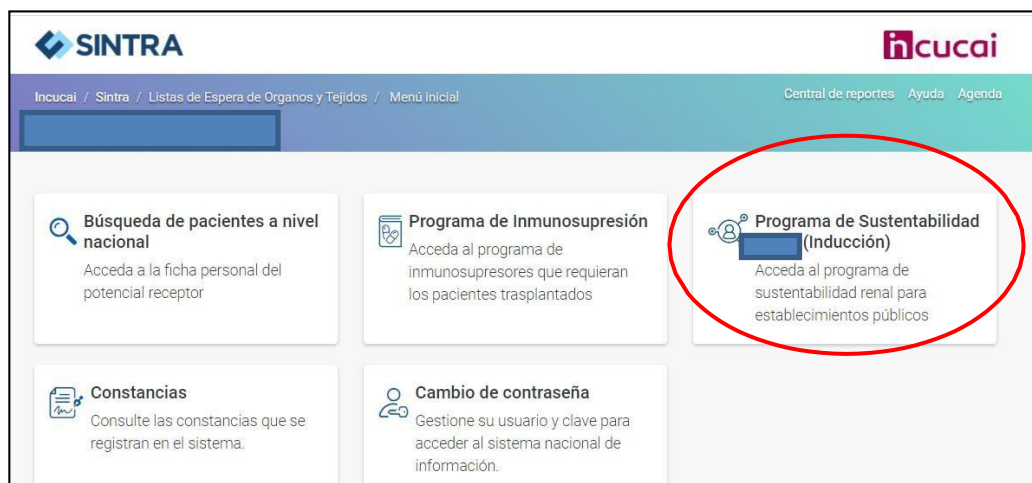 SINTRA
incucai
Incucai / Sintra / Listas de Espera de Organos y Tejidos / Menú inicial
Central de reportes Ayuda Agenda
Búsqueda de pacientes a nivel
nacional
Acceda a la ficha personal del
potencial receptor
Programa de Inmunosupresión
Acceda al programa de
inmunosupresores que requieran
los pacientes trasplantados
Programa de Sustentabilidad
(Inducción)
Acceda al programa de
sustentabilidad renal para
establecimientos públicos
Constancias
Consulte las constancias que se
registran en el sistema.
Cambio de contraseña
Gestione su usuario y clave para
acceder al sistema nacional de
información.